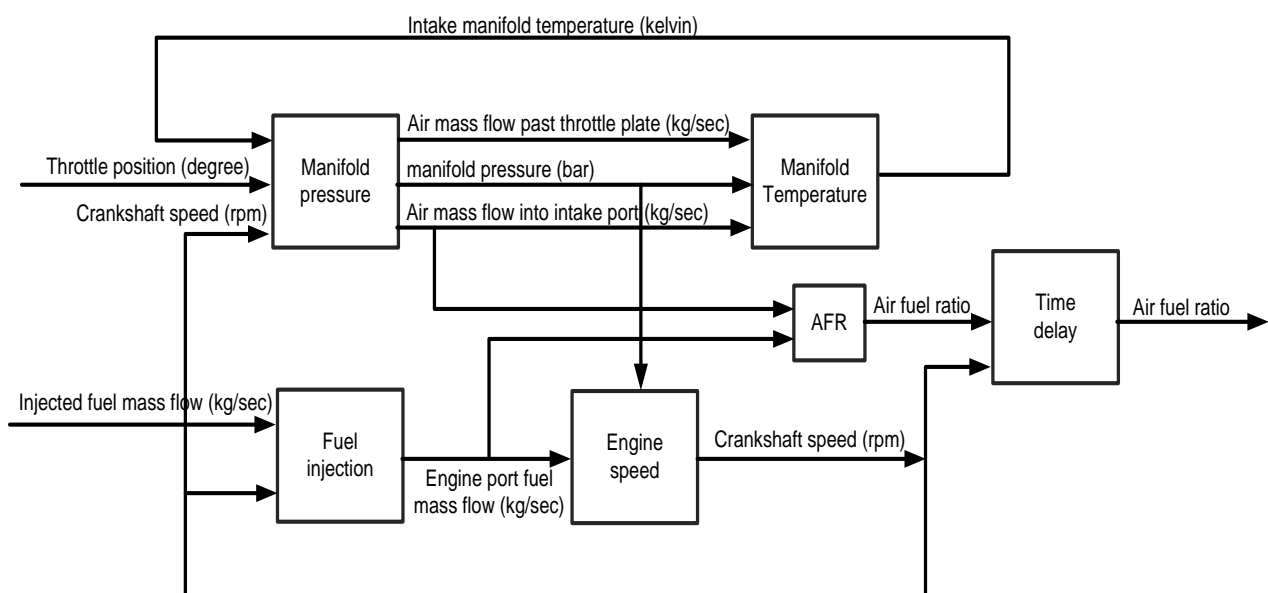 Intake manifold temperature (kelvin)
Air mass flow past throttle plate (kg/sec)
Throttle position (degree)
Manifold
pressure
manifold pressure (bar)
Manifold
Temperature
Crankshaft speed (rpm)
Air mass flow into intake port (kg/sec)
AFR
Air fuel ratio
Time
delay
Air fuel ratio
Injected fuel mass flow (kg/sec)
Fuel
injection
Engine port fuel
mass flow (kg/sec)
Engine
speed
Crankshaft speed (rpm)